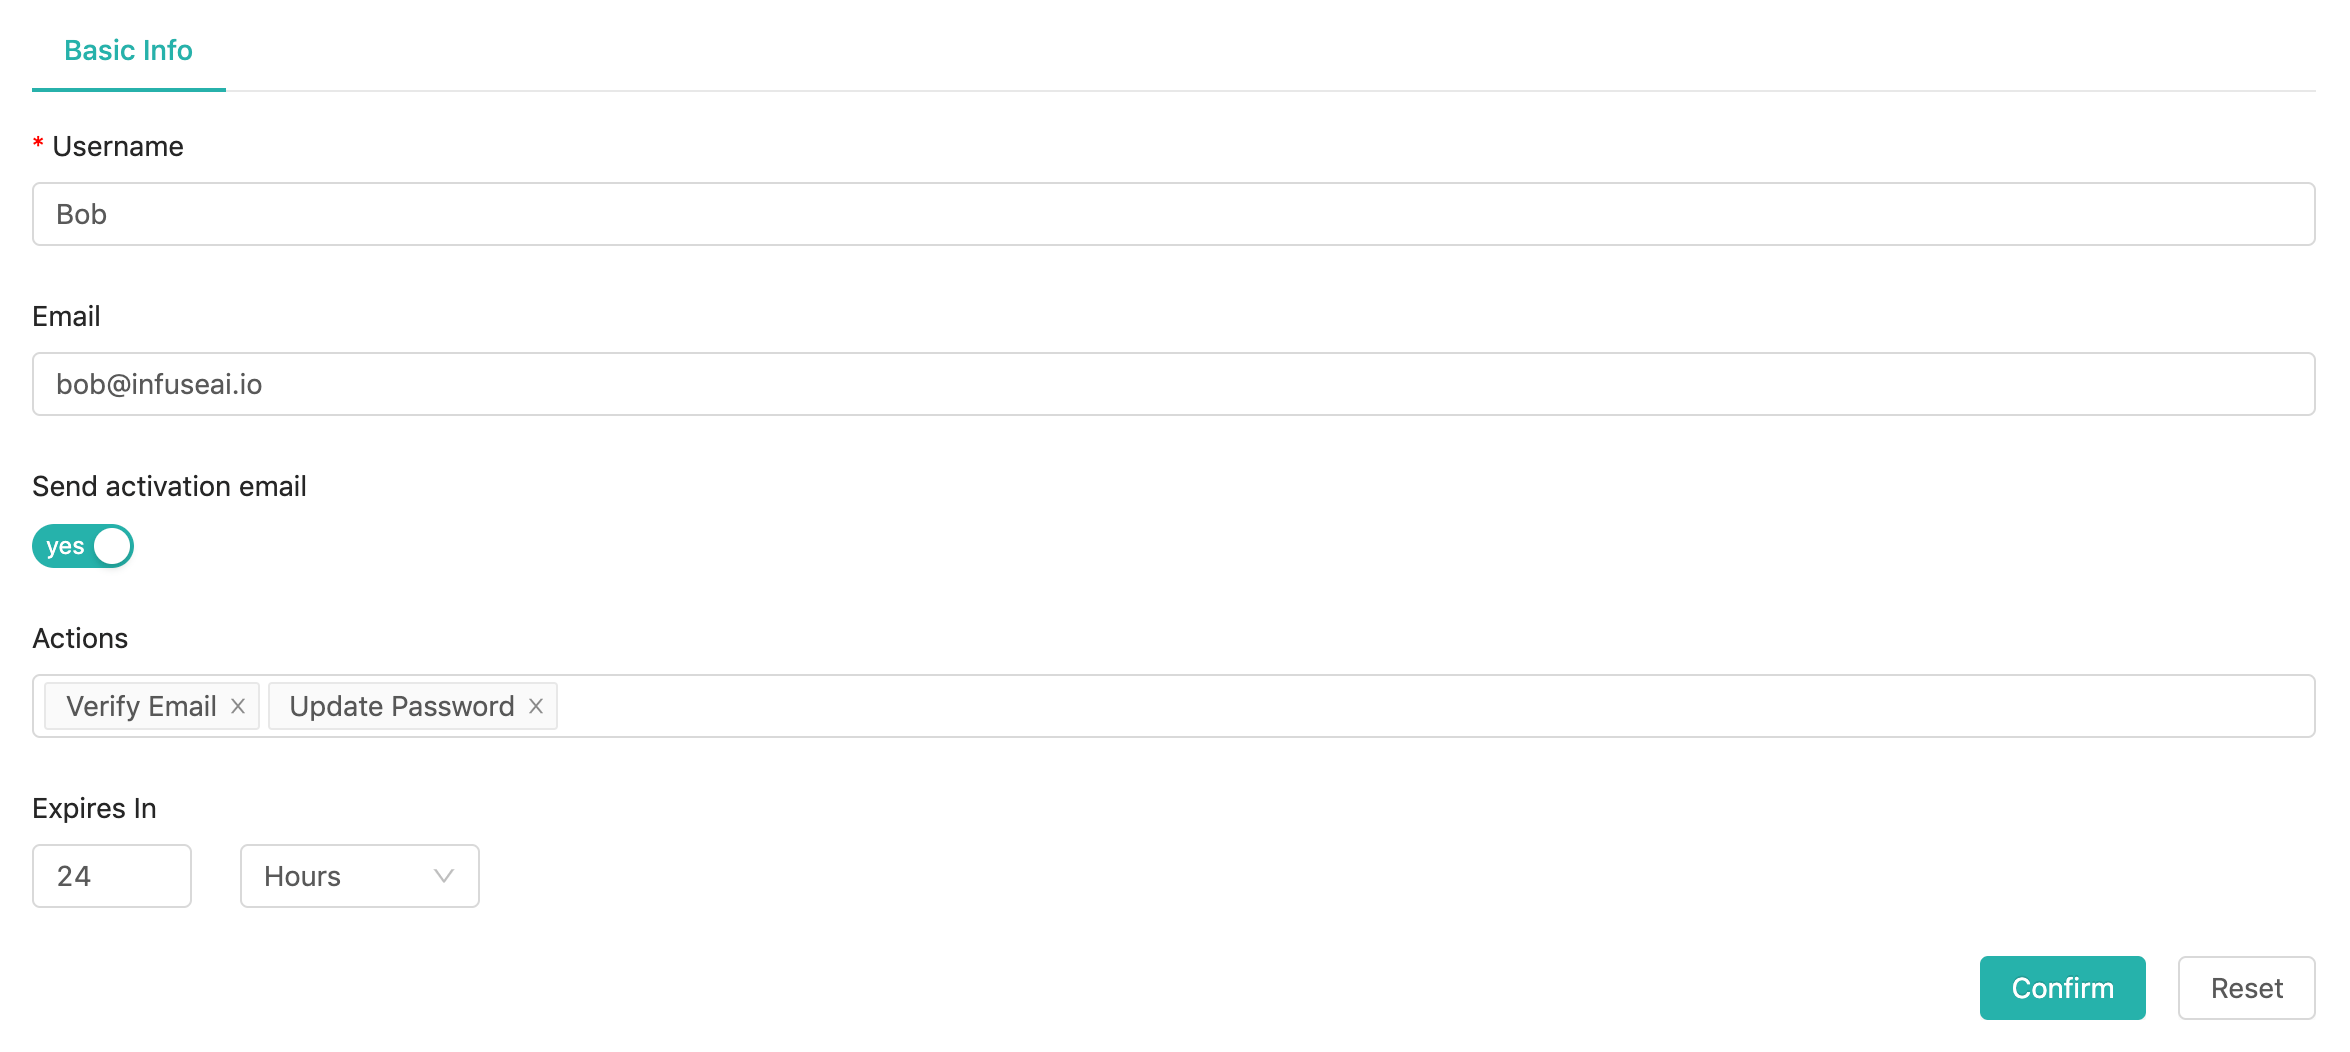 Basic Info
* Username
Bob
Email
bob@infuseai.io
Send activation email
yes
Actions
Verify Email Update Password
Expires In
24 Hours
Confirm Reset